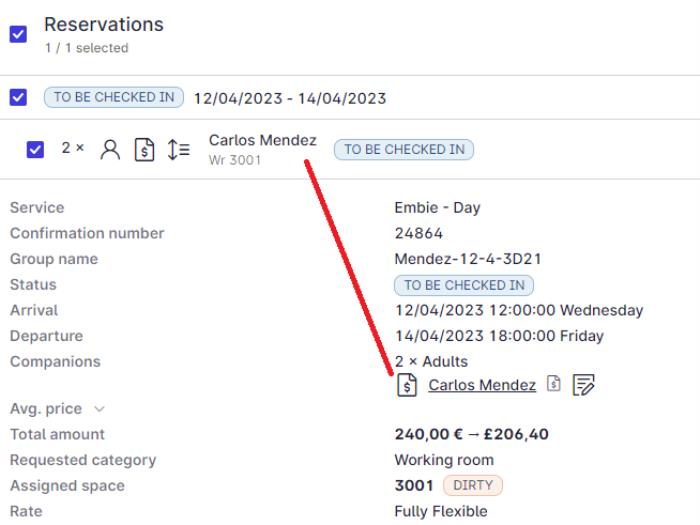 Reservations
1 / 1 selected
TO BE CHECKED IN 12/04/2023 - 14/04/2023
2 × $ Carlos Mendez TO BE CHECKED IN
Wr 3001
Service Embie - Day
Confirmation number 24864
Group name Mendez-12-4-3D21
Status TO BE CHECKED IN
Arrival 12/04/2023 12:00:00 Wednesday
Departure 14/04/2023 18:00:00 Friday
Companions 2 × Adults
$ Carlos Mendez $
Avg. price
Total amount 240,00 € → £206,40
Requested category Working room
Assigned space 3001 DIRTY
Rate Fully Flexible